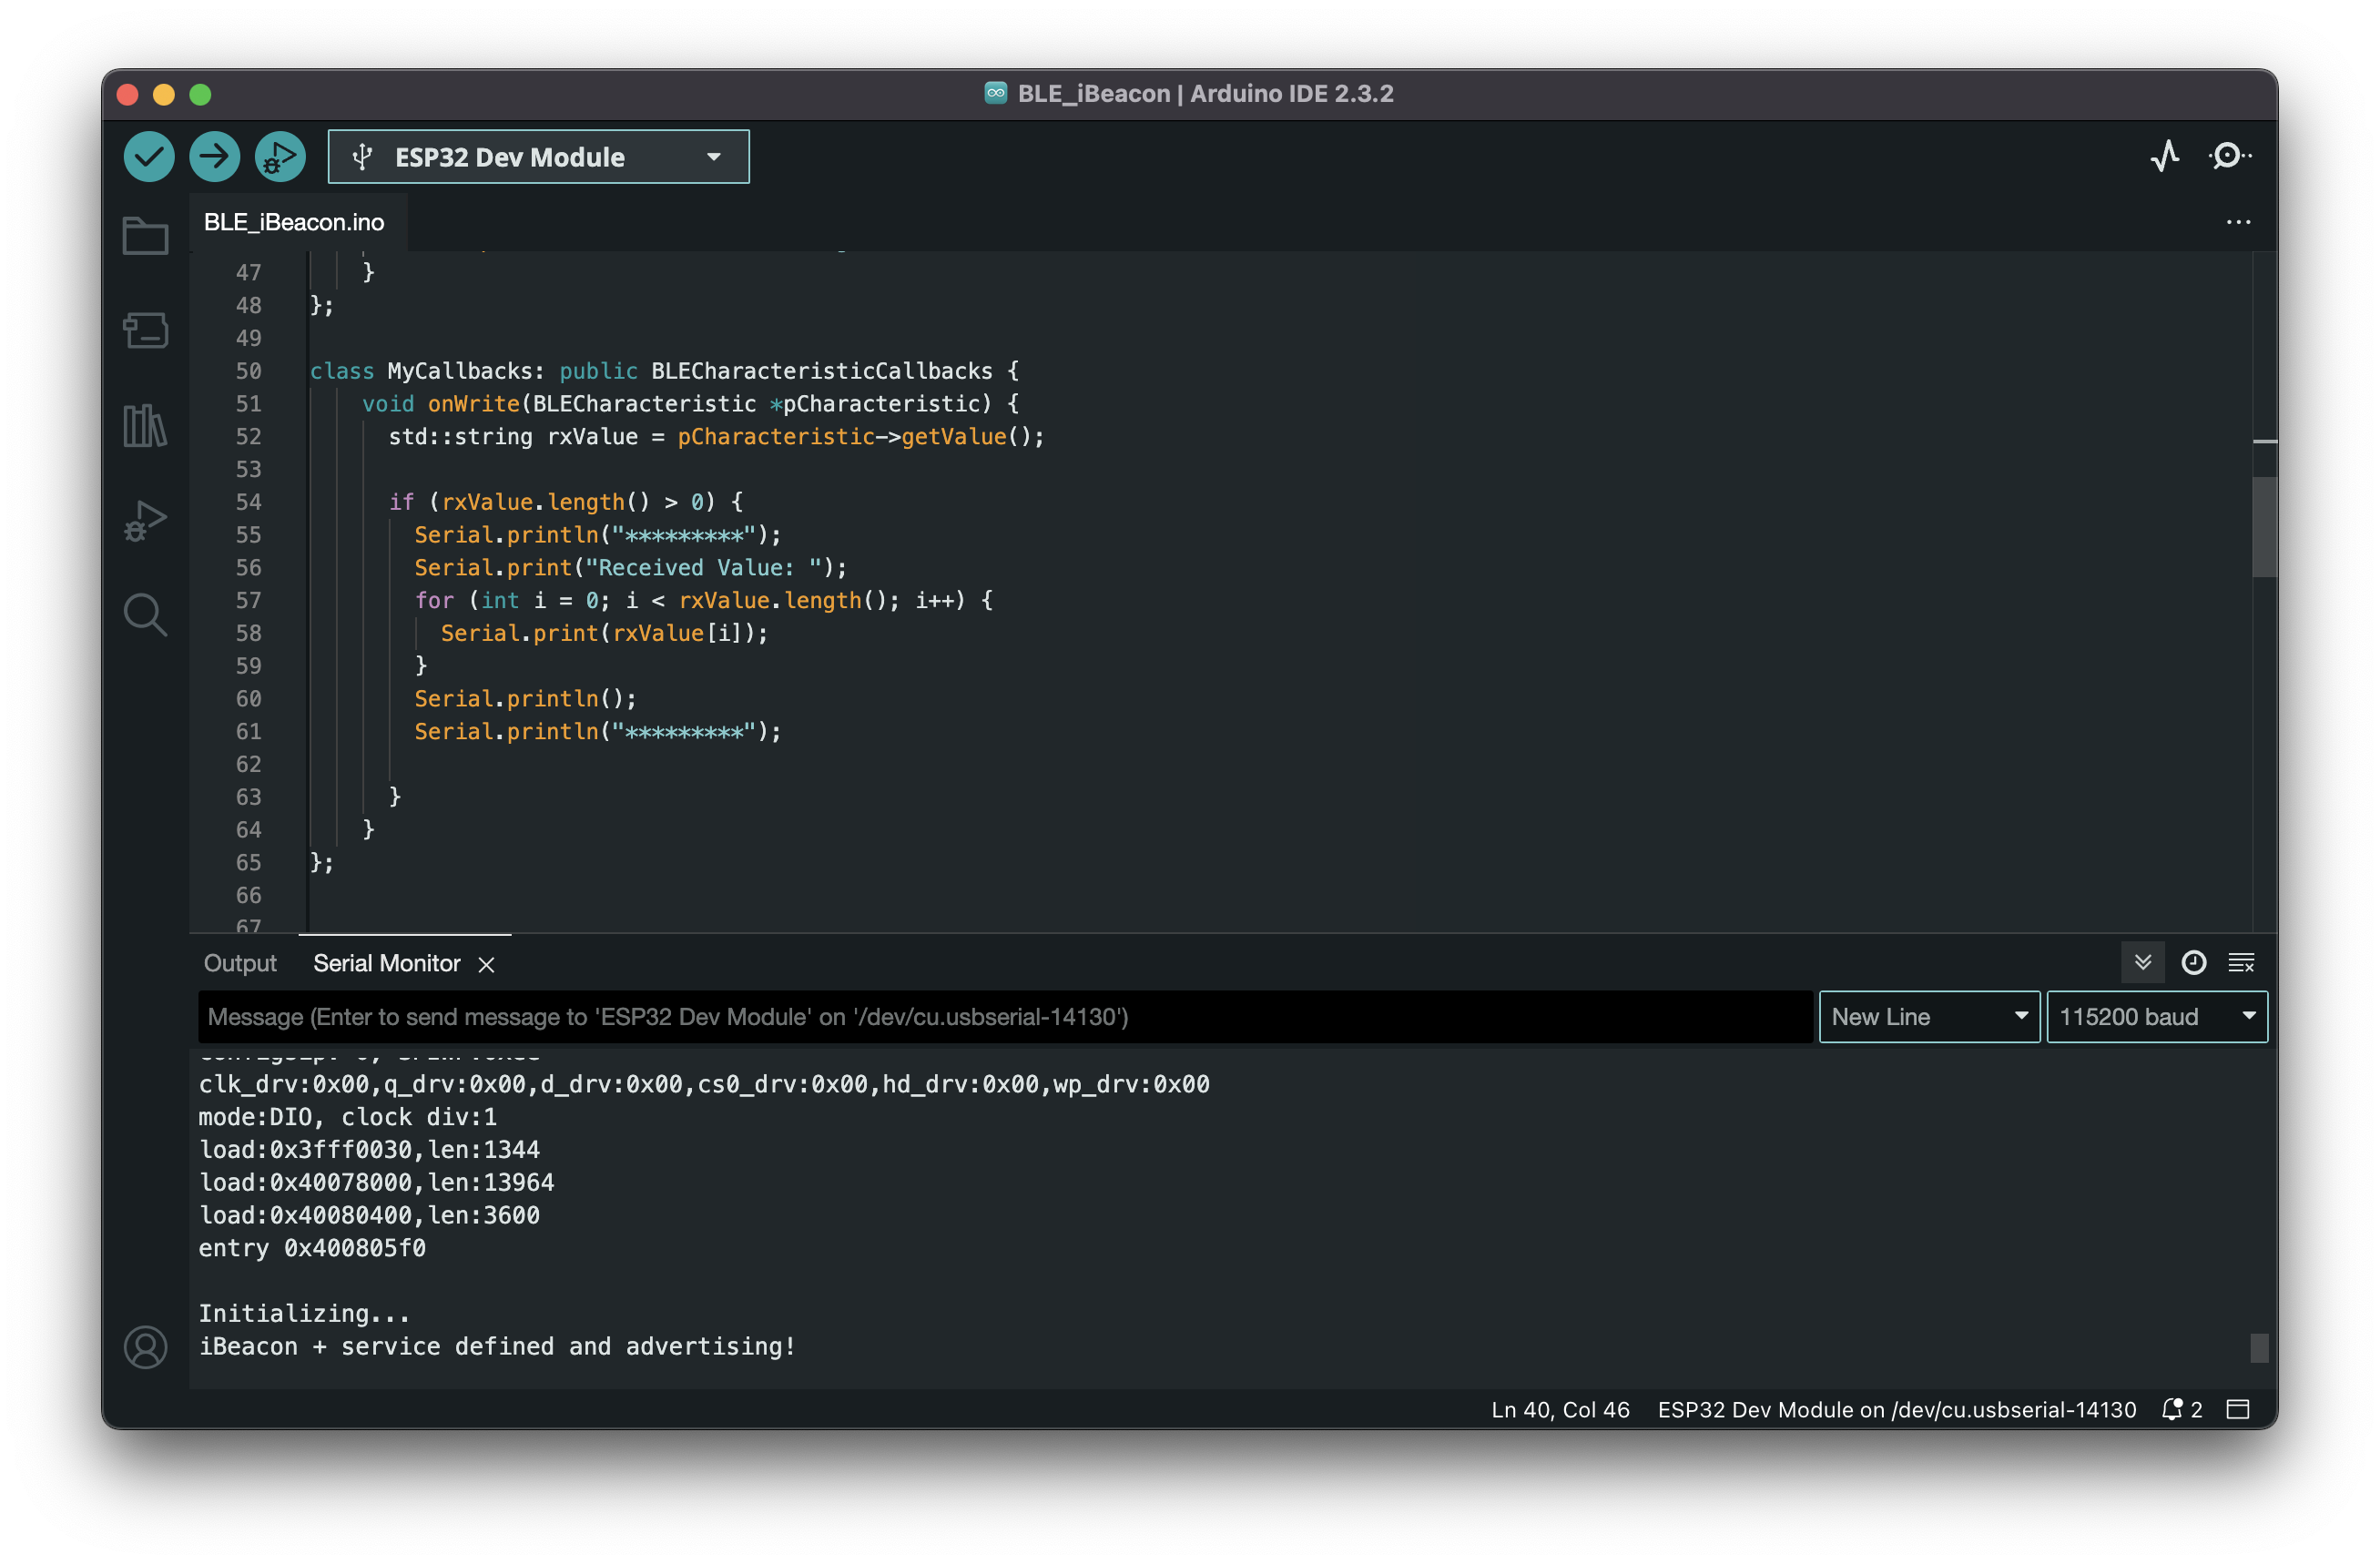 BLE_iBeacon | Arduino IDE 2.3.2
ESP32 Dev Module
BLE_iBeacon.ino
47 }
48 };
49
50 class MyCallbacks: public BLECharacteristicCallbacks {
51 void onWrite(BLECharacteristic *pCharacteristic) {
52 std::string rxValue = pCharacteristic->getValue();
53
54 if (rxValue.length() > 0) {
55 Serial.println("*********");
56 Serial.print("Received Value: ");
57 for (int i = 0; i < rxValue.length(); i++) {
58 Serial.print(rxValue[i]);
59 }
60 Serial.println();
61 Serial.println("*********");
62
63 }
64 }
65 };
66
67
Output Serial Monitor
Message (Enter to send message to 'ESP32 Dev Module' on '/dev/cu.usbserial-14130') New Line 115200 baud
clk_drv:0x00,q_drv:0x00,d_drv:0x00,cs0_drv:0x00,hd_drv:0x00,wp_drv:0x00
mode:DIO, clock div:1
load:0x3fff0030,len:1344
load:0x40078000,len:13964
load:0x40080400,len:3600
entry 0x400805f0
Initializing...
iBeacon + service defined and advertising!
Ln 40, Col 46 ESP32 Dev Module on /dev/cu.usbserial-14130 2